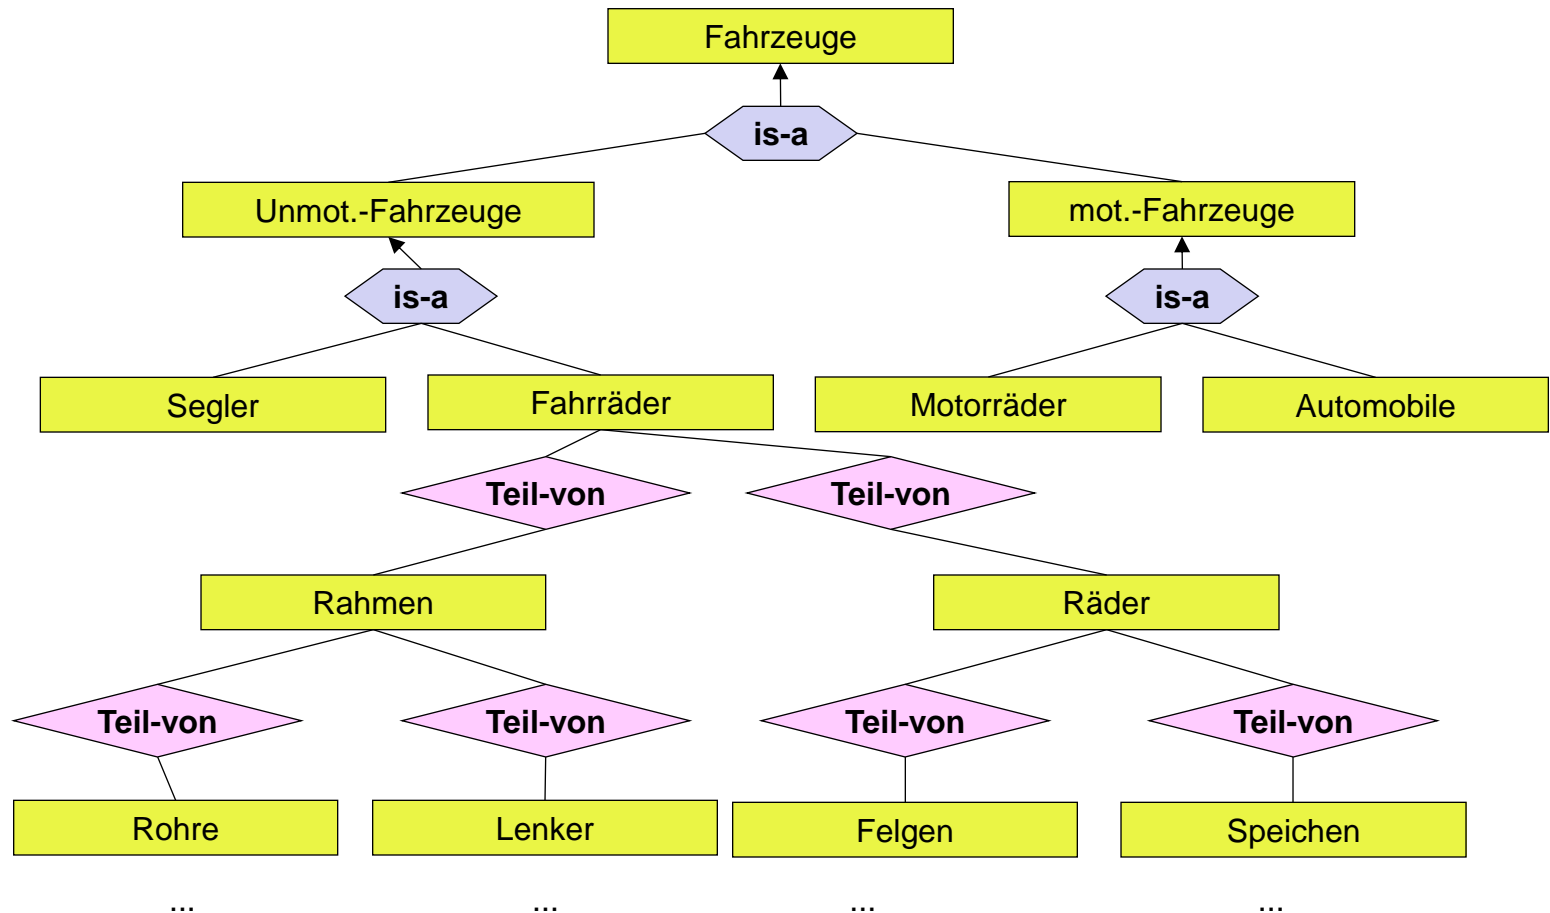 Fahrzeuge
is-a
Unmot.-Fahrzeuge
mot.-Fahrzeuge
is-a
is-a
Segler
Fahrräder
Motorräder
Automobile
Teil-von
Teil-von
Rahmen
Räder
Teil-von
Teil-von
Teil-von
Teil-von
Rohre
Lenker
Felgen
Speichen
...
...
...
...